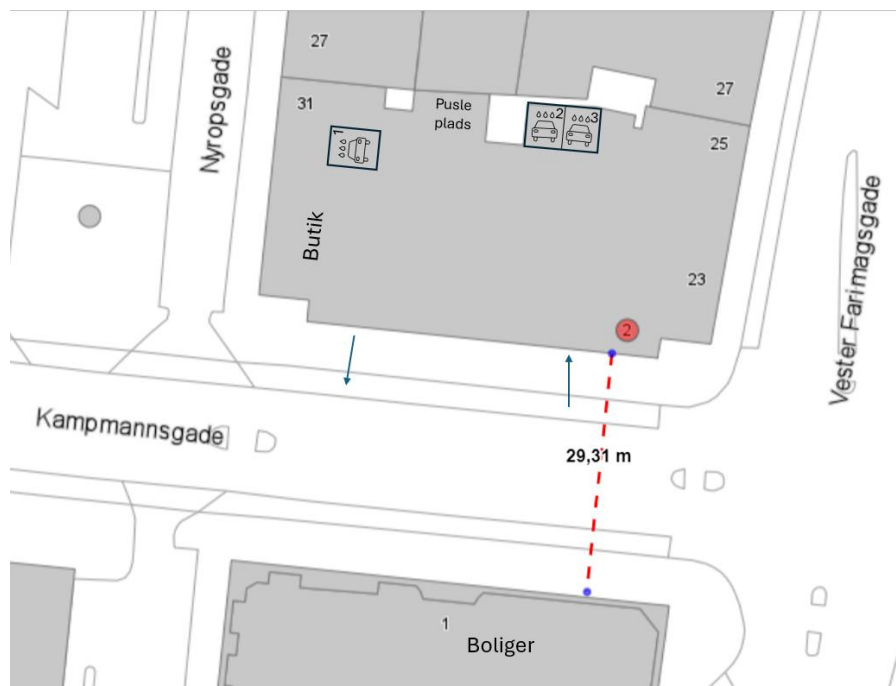 27
Nyropsgade
27
31
Pusle
plads
1
2
3
25
Butik
23
2
Vester Farimagsgade
Kampmannsgade
29,31 m
1
Boliger